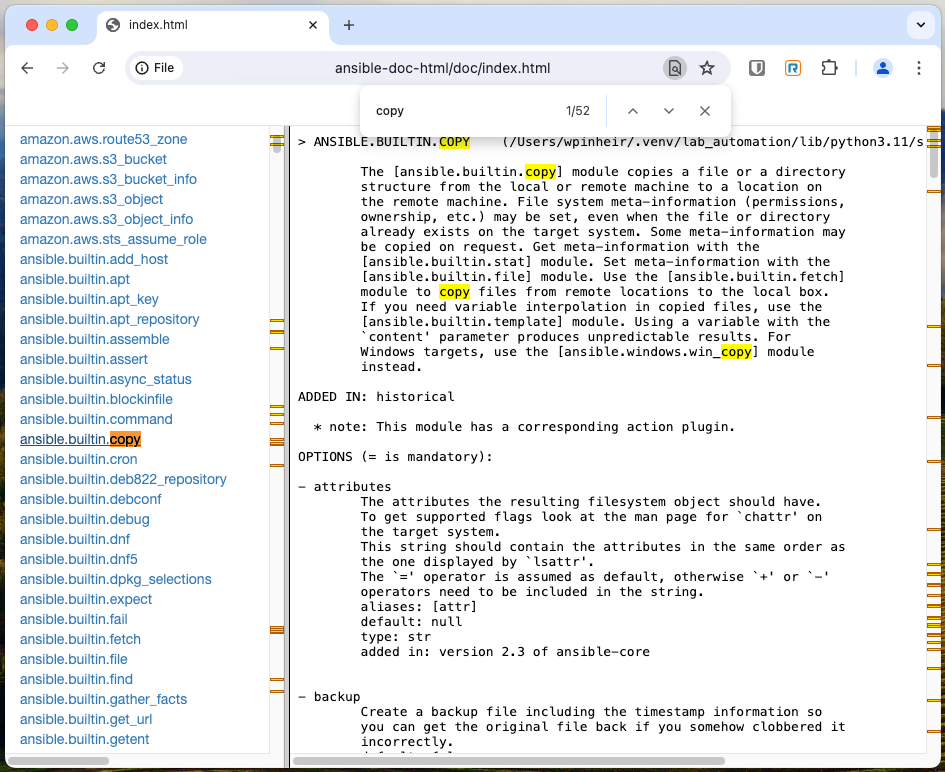 index.html
File
ansible-doc-html/doc/index.html
copy
1/52
amazon.aws.route53_zone
amazon.aws.s3_bucket
amazon.aws.s3_bucket_info
amazon.aws.s3_object
amazon.aws.s3_object_info
amazon.aws.sts_assume_role
ansible.builtin.add_host
ansible.builtin.apt
ansible.builtin.apt_key
ansible.builtin.apt_repository
ansible.builtin.assemble
ansible.builtin.assert
ansible.builtin.async_status
ansible.builtin.blockinfile
ansible.builtin.command
ansible.builtin.copy
ansible.builtin.cron
ansible.builtin.deb822_repository
ansible.builtin.debconf
ansible.builtin.debug
ansible.builtin.dnf
ansible.builtin.dnf5
ansible.builtin.dpkg_selections
ansible.builtin.expect
ansible.builtin.fail
ansible.builtin.fetch
ansible.builtin.file
ansible.builtin.find
ansible.builtin.gather_facts
ansible.builtin.get_url
ansible.builtin.getent
> ANSIBLE.BUILTIN.COPY    (/Users/wpinheir/.venv/lab_automation/lib/python3.11/s
The [ansible.builtin.copy] module copies a file or a directory
structure from the local or remote machine to a location on
the remote machine. File system meta-information (permissions,
ownership, etc.) may be set, even when the file or directory
already exists on the target system. Some meta-information may
be copied on request. Get meta-information with the
[ansible.builtin.stat] module. Set meta-information with the
[ansible.builtin.file] module. Use the [ansible.builtin.fetch]
module to copy files from remote locations to the local box.
If you need variable interpolation in copied files, use the
[ansible.builtin.template] module. Using a variable with the
`content' parameter produces unpredictable results. For
Windows targets, use the [ansible.windows.win_copy] module
instead.
ADDED IN: historical
* note: This module has a corresponding action plugin.
OPTIONS (= is mandatory):
- attributes
The attributes the resulting filesystem object should have.
To get supported flags look at the man page for `chattr' on
the target system.
This string should contain the attributes in the same order as
the one displayed by `lsattr'.
The `=' operator is assumed as default, otherwise `+' or `-'
operators need to be included in the string.
aliases: [attr]
default: null
type: str
added in: version 2.3 of ansible-core
- backup
Create a backup file including the timestamp information so
you can get the original file back if you somehow clobbered it
incorrectly.